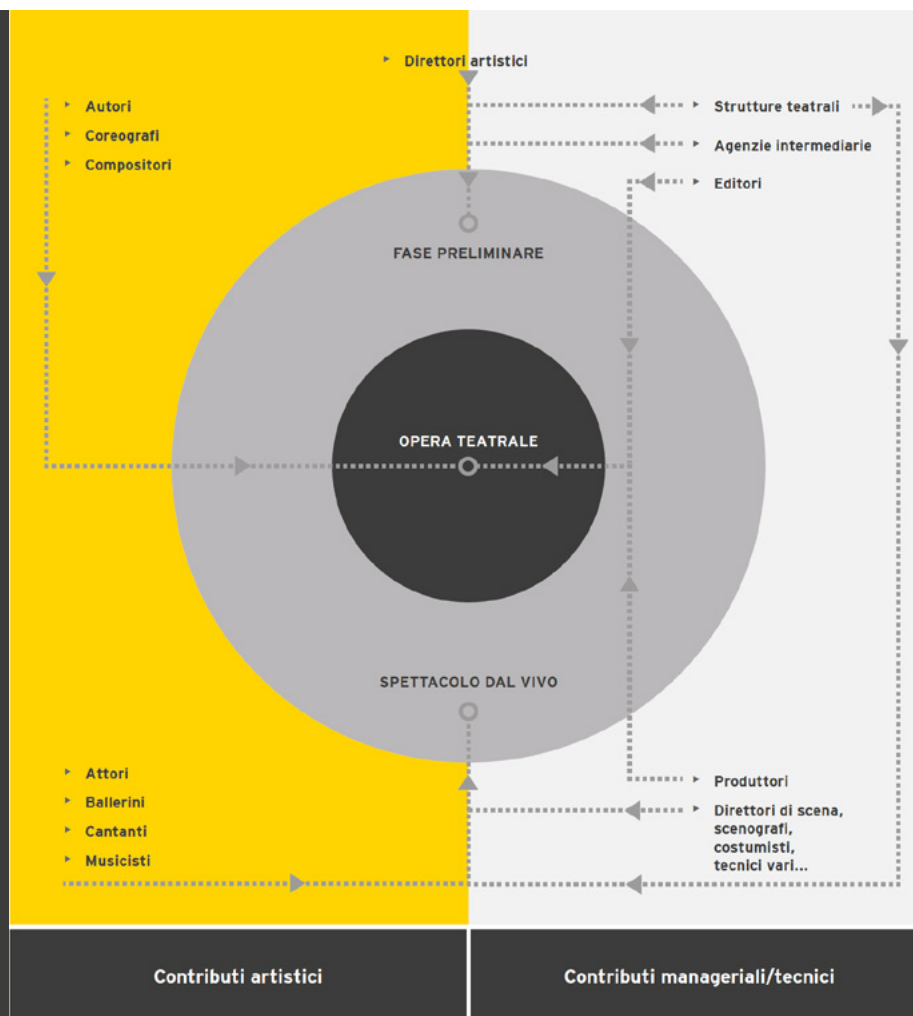 Direttori artistici
Autori
Coreografi
Compositori
Strutture teatrali
Agenzie intermediarie
Editori
FASE PRELIMINARE
OPERA TEATRALE
SPETTACOLO DAL VIVO
Attori
Ballerini
Cantanti
Musicisti
Produttori
Direttori di scena,
scenografi,
costumisti,
tecnici vari...
Contributi artistici
Contributi manageriali/tecnici